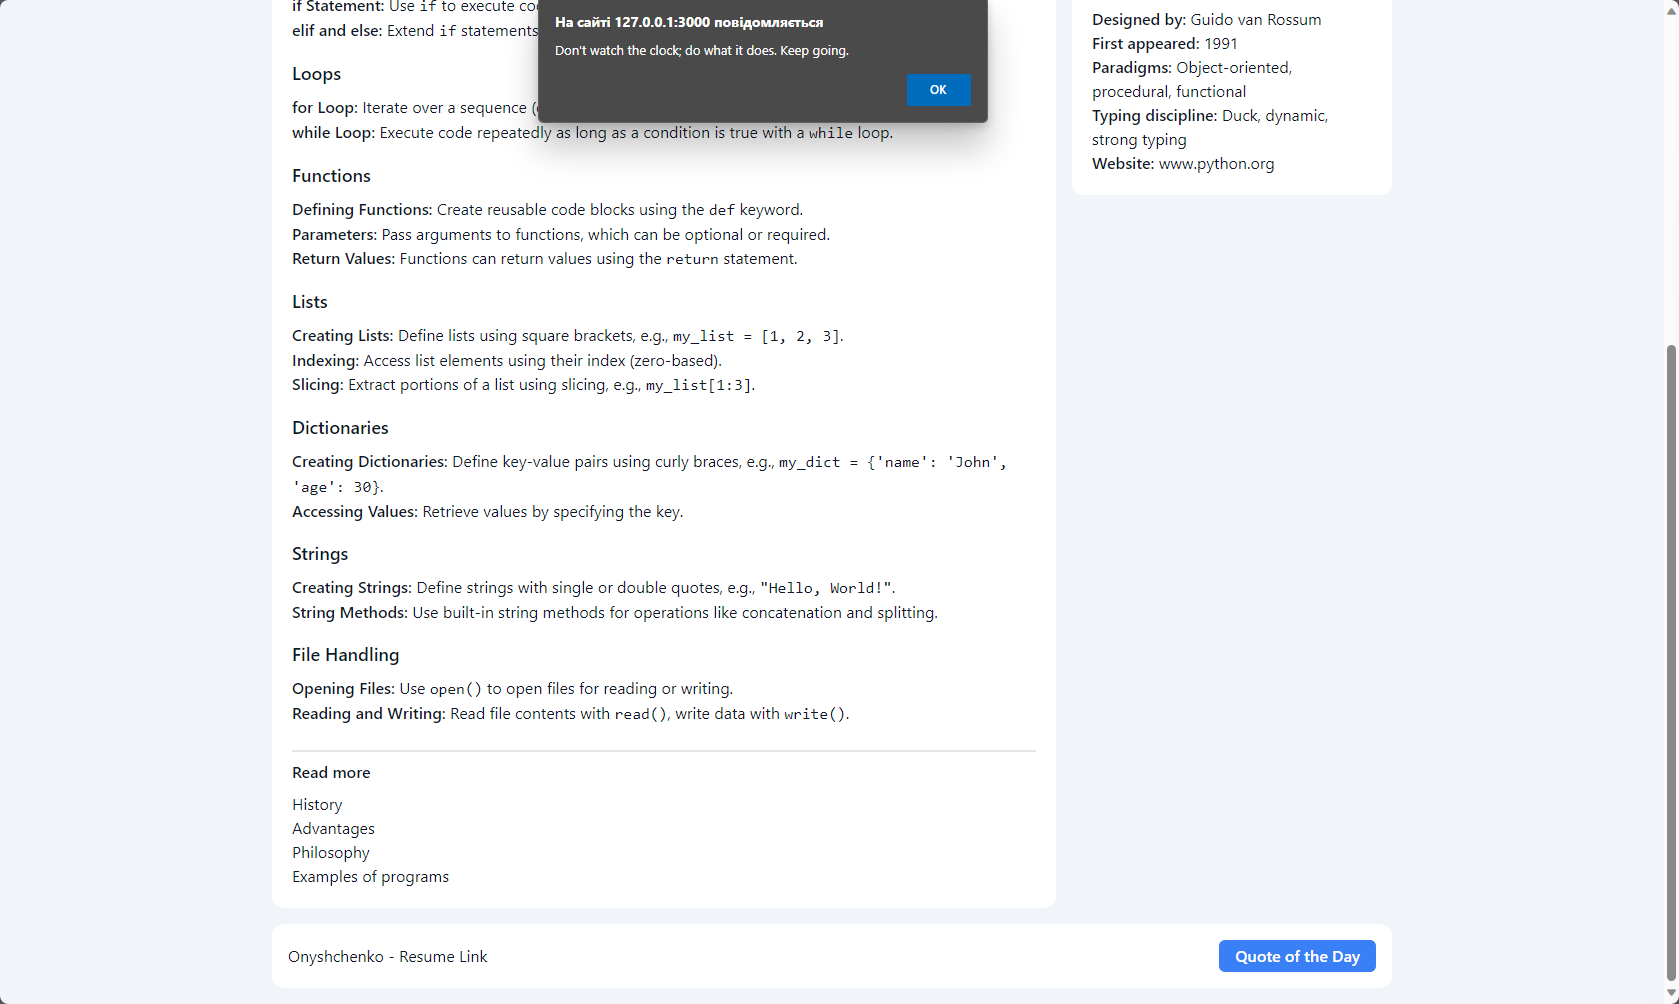 if Statement: Use if to execute co
elif and else: Extend if statements
На сайті 127.0.0.1:3000 повідомляється
Don't watch the clock; do what it does. Keep going.
OK
Loops
for Loop: Iterate over a sequence (
while Loop: Execute code repeatedly as long as a condition is true with a while loop.
Functions
Defining Functions: Create reusable code blocks using the def keyword.
Parameters: Pass arguments to functions, which can be optional or required.
Return Values: Functions can return values using the return statement.
Lists
Creating Lists: Define lists using square brackets, e.g., my_list = [1, 2, 3].
Indexing: Access list elements using their index (zero-based).
Slicing: Extract portions of a list using slicing, e.g., my_list[1:3].
Dictionaries
Creating Dictionaries: Define key-value pairs using curly braces, e.g., my_dict = {'name': 'John',
'age': 30}.
Accessing Values: Retrieve values by specifying the key.
Strings
Creating Strings: Define strings with single or double quotes, e.g., "Hello, World!".
String Methods: Use built-in string methods for operations like concatenation and splitting.
File Handling
Opening Files: Use open() to open files for reading or writing.
Reading and Writing: Read file contents with read(), write data with write().
Read more
History
Advantages
Philosophy
Examples of programs
Designed by: Guido van Rossum
First appeared: 1991
Paradigms: Object-oriented,
procedural, functional
Typing discipline: Duck, dynamic,
strong typing
Website: www.python.org
Onyshchenko - Resume Link
Quote of the Day